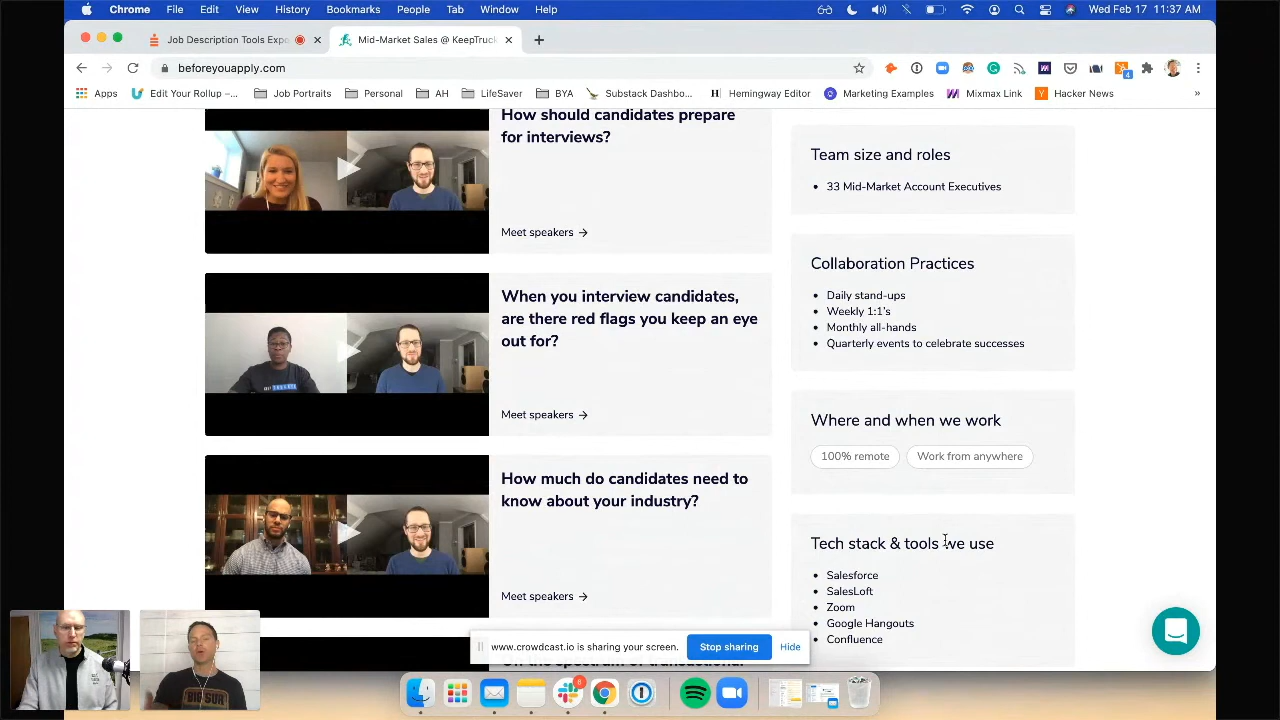 Chrome File Edit View History Bookmarks People Tab Window Help Wed Feb 17 11:37 AM
Job Description Tools Expo Mid-Market Sales @ KeepTruck
beforeyouapply.com
4
Apps Edit Your Rollup –... Job Portraits Personal AH LifeSaver BYA Substack Dashbo... H Hemingway Editor Marketing Examples Mixmax Link Hacker News »
How should candidates prepare
for interviews?
Meet speakers →
When you interview candidates,
are there red flags you keep an eye
out for?
Meet speakers →
How much do candidates need to
know about your industry?
Meet speakers →
Team size and roles
• 33 Mid-Market Account Executives
Collaboration Practices
• Daily stand-ups
• Weekly 1:1's
• Monthly all-hands
• Quarterly events to celebrate successes
Where and when we work
100% remote Work from anywhere
Tech stack & tools we use
• Salesforce
• SalesLoft
• Zoom
• Google Hangouts
• Confluence
www.crowdcast.io is sharing your screen. Stop sharing Hide
BIG SUR
6